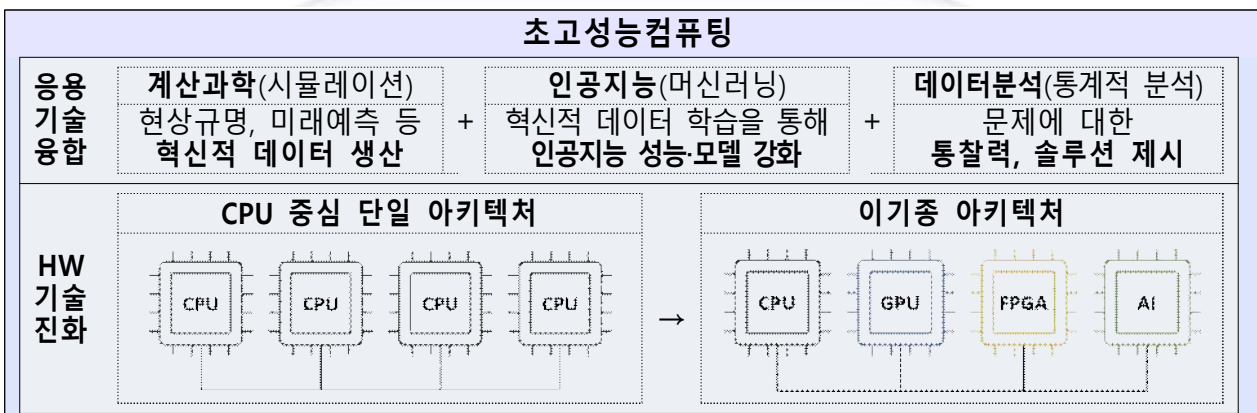 초고성능컴퓨팅
응용
기술
융합
계산과학(시뮬레이션)
현상규명, 미래예측 등
혁신적 데이터 생산
+
인공지능(머신러닝)
혁신적 데이터 학습을 통해
인공지능 성능·모델 강화
+
데이터분석(통계적 분석)
문제에 대한
통찰력, 솔루션 제시
HW
기술
진화
CPU 중심 단일 아키텍처
CPU CPU CPU CPU
→
이기종 아키텍처
CPU GPU FPGA AI